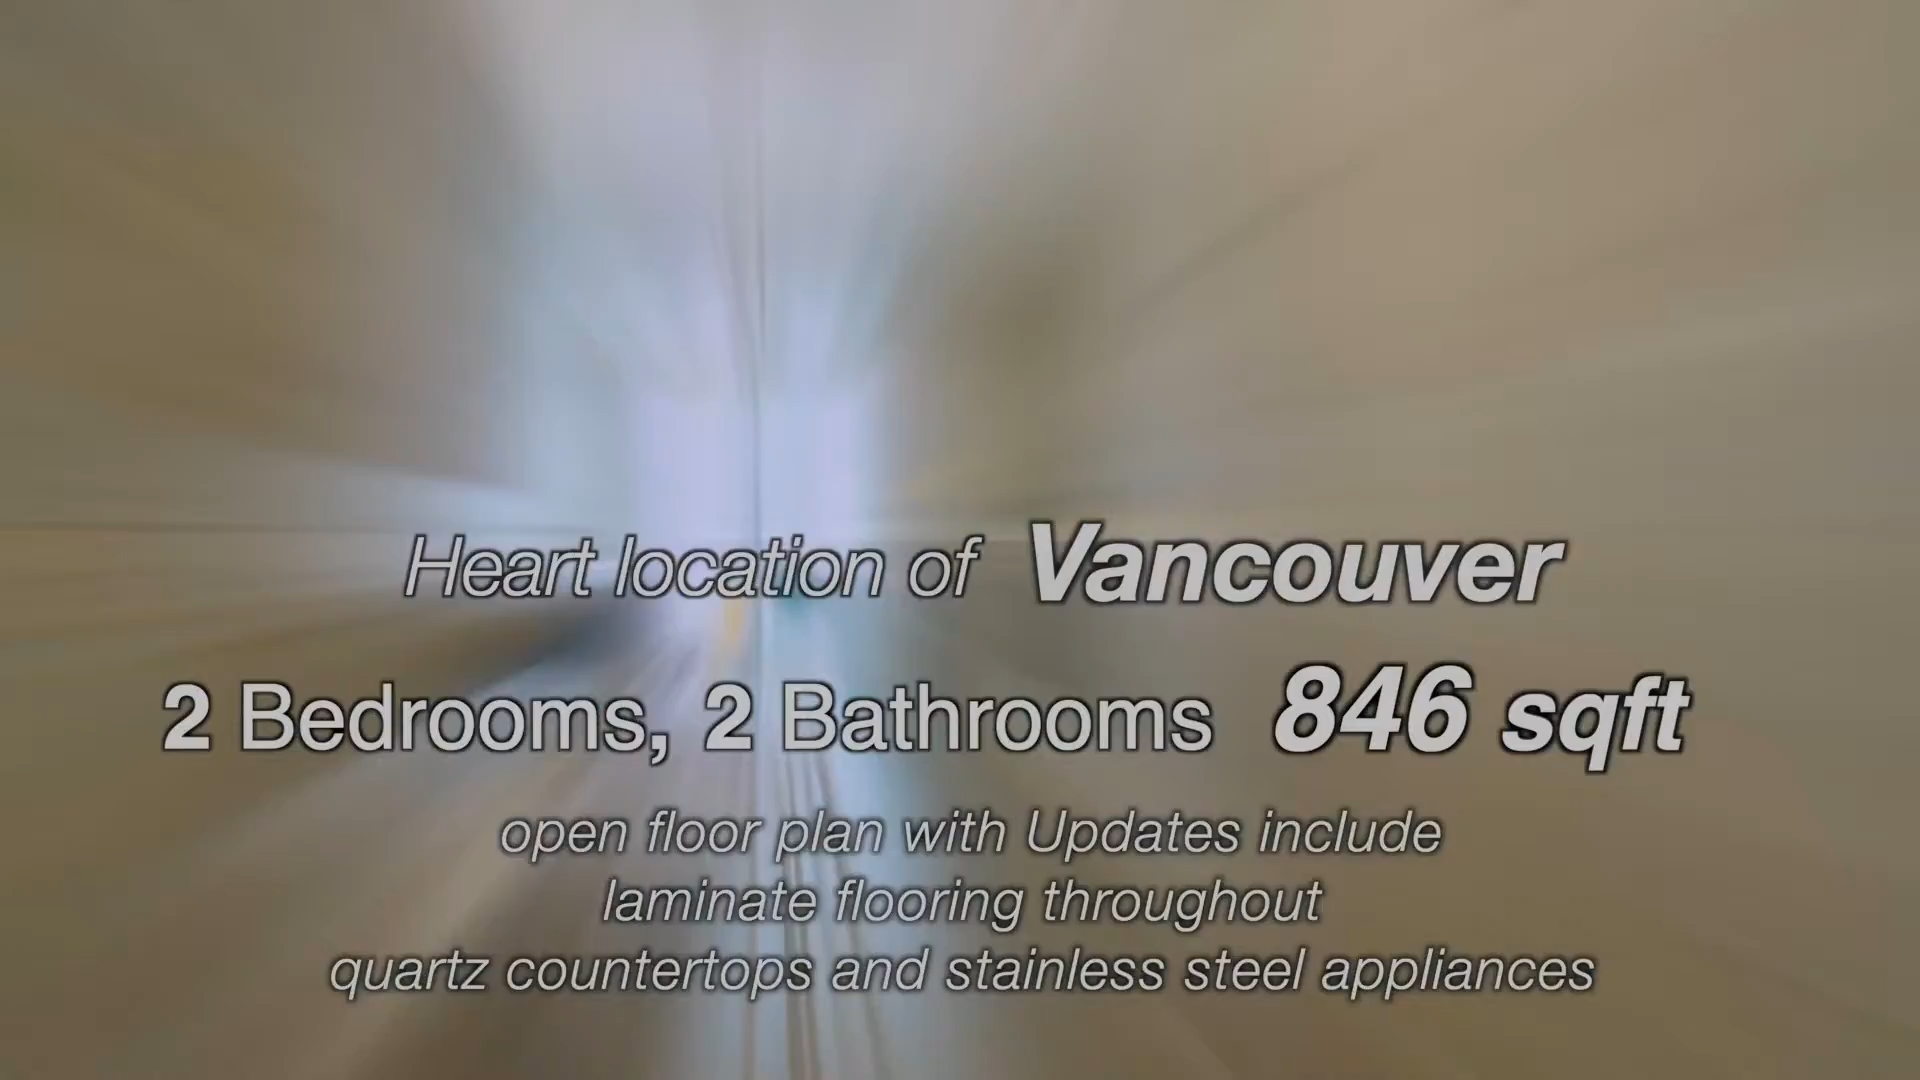 Heart location of Vancouver
2 Bedrooms, 2 Bathrooms 846 sqft
open floor plan with Updates include
laminate flooring throughout
quartz countertops and stainless steel appliances